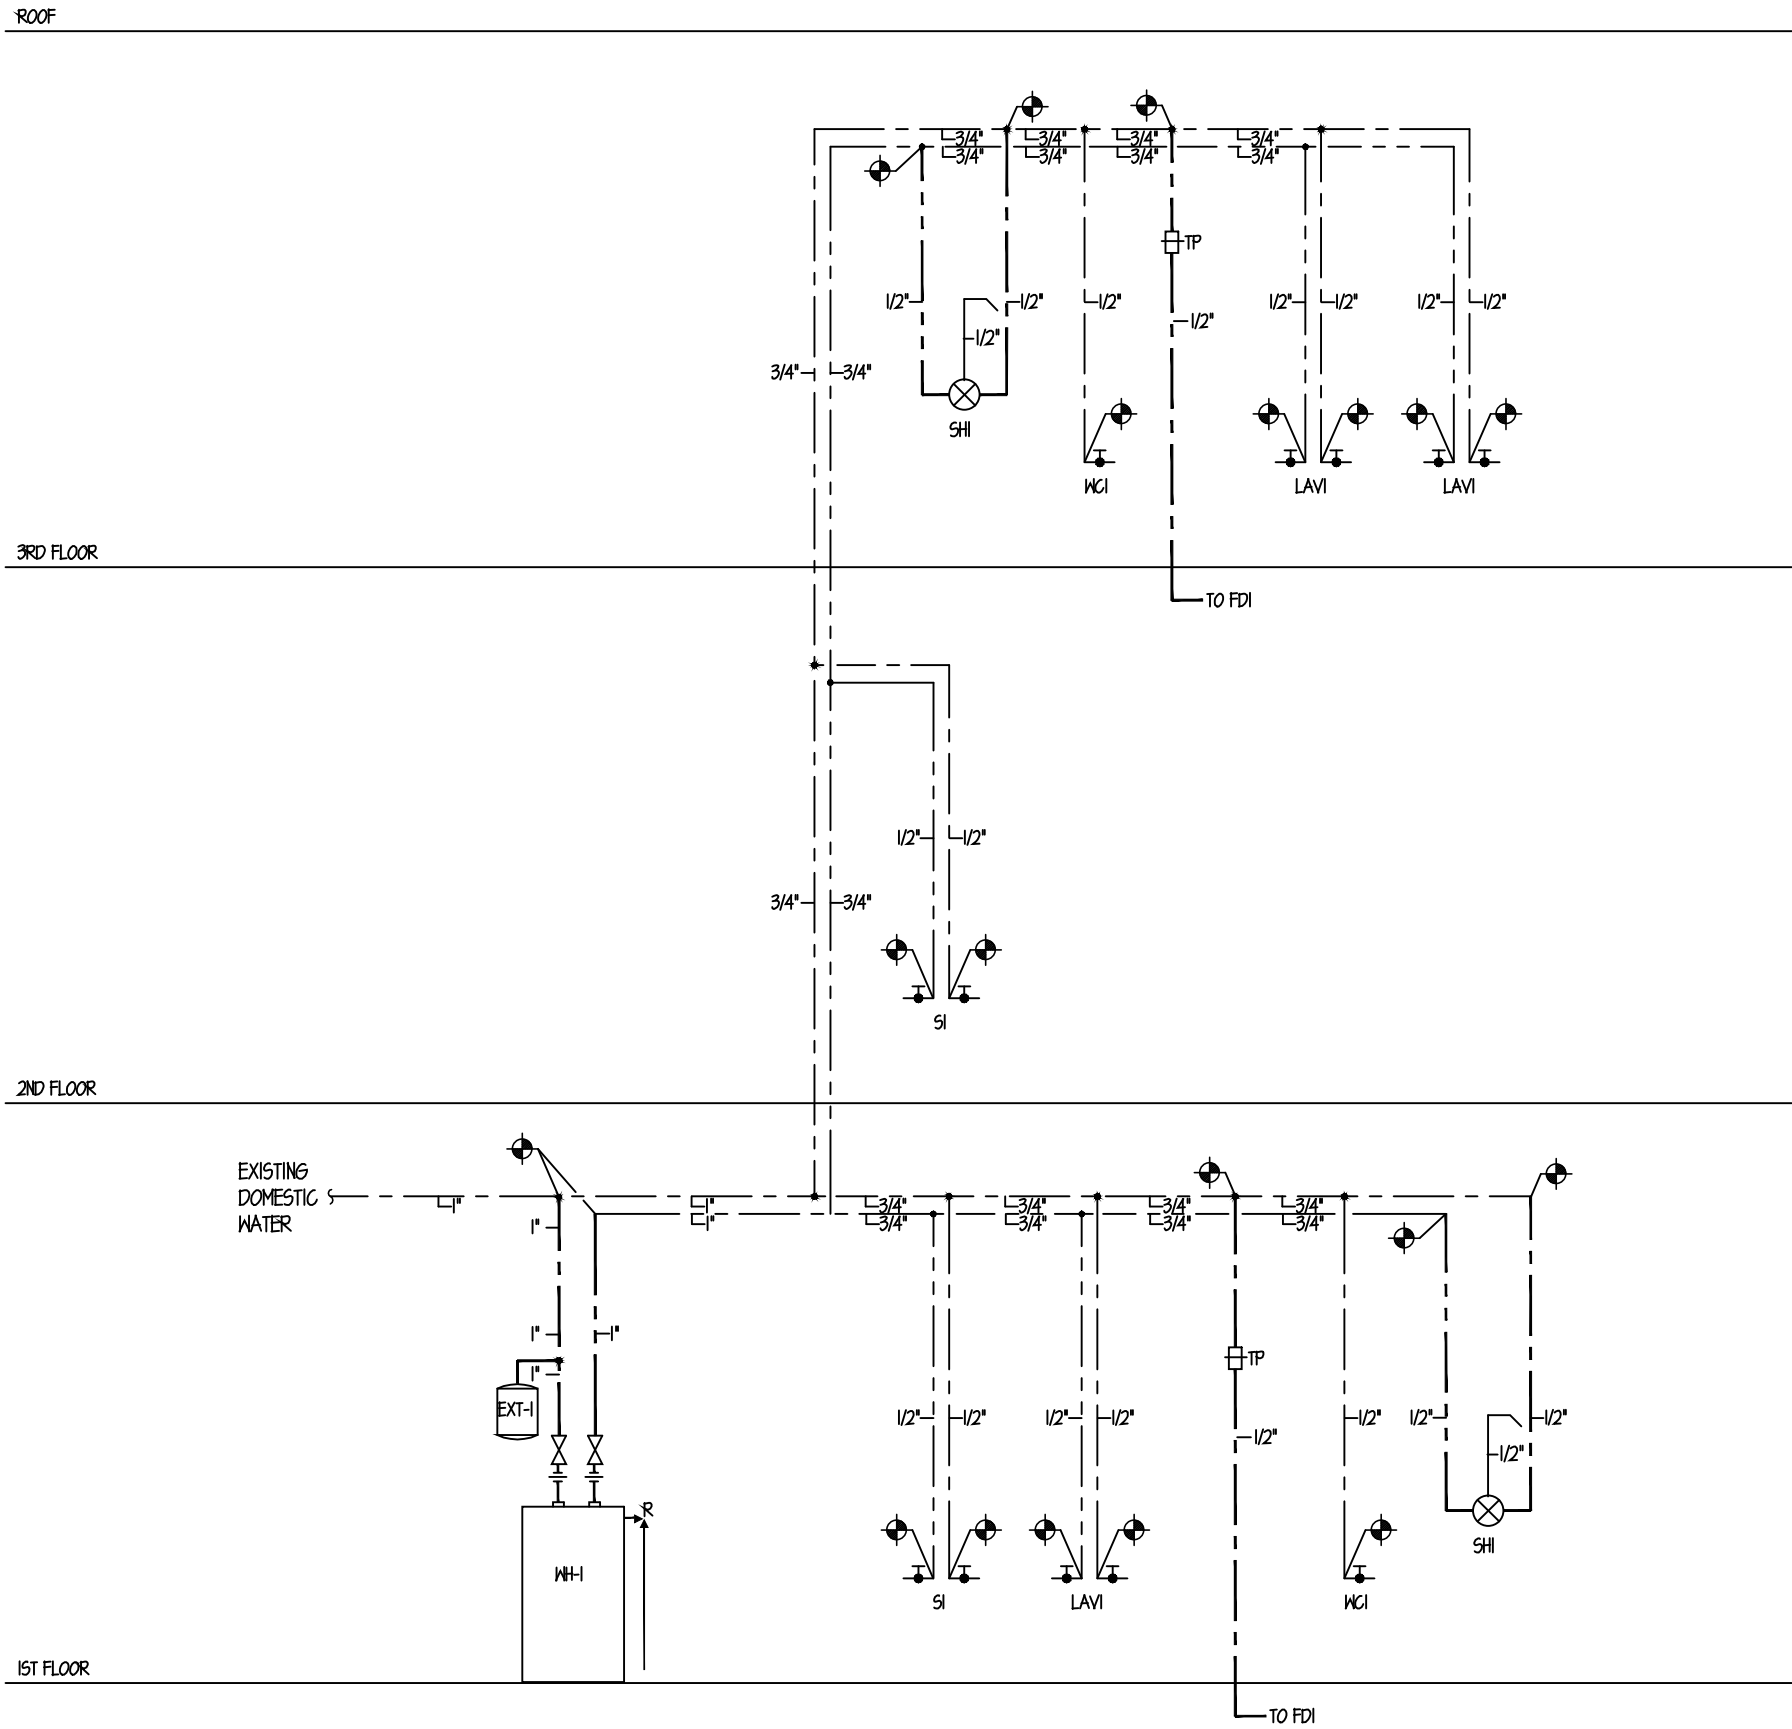 ROOF
3/4" 3/4" 3/4" 3/4"
3/4" 3/4" 3/4" 3/4"
TP
1/2" 1/2" 1/2" 1/2" 1/2" 1/2" 1/2"
1/2"
1/2"
3/4" 3/4"
SH1
WC1 LAV1 LAV1
3RD FLOOR
TO FD1
1/2" 1/2"
3/4" 3/4"
S1
2ND FLOOR
EXISTING
DOMESTIC
WATER
1" 1" 3/4" 3/4" 3/4" 3/4"
1" 3/4" 3/4" 3/4" 3/4"
1"
1" 1"
TP
1"
EXT-1
1/2" 1/2" 1/2" 1/2" 1/2" 1/2" 1/2"
1/2"
1/2"
R
SH1
WH-1
S1 LAV1 WC1
1ST FLOOR
TO FD1